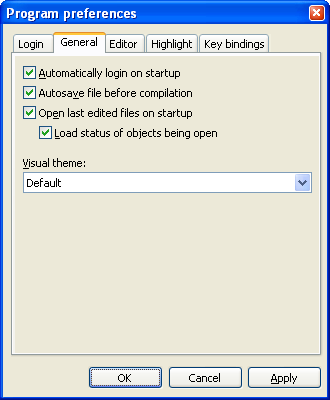 Program preferences
Login General Editor Highlight Key bindings
Automatically login on startup
Autosave file before compilation
Open last edited files on startup
Load status of objects being open
Visual theme:
Default
OK Cancel Apply